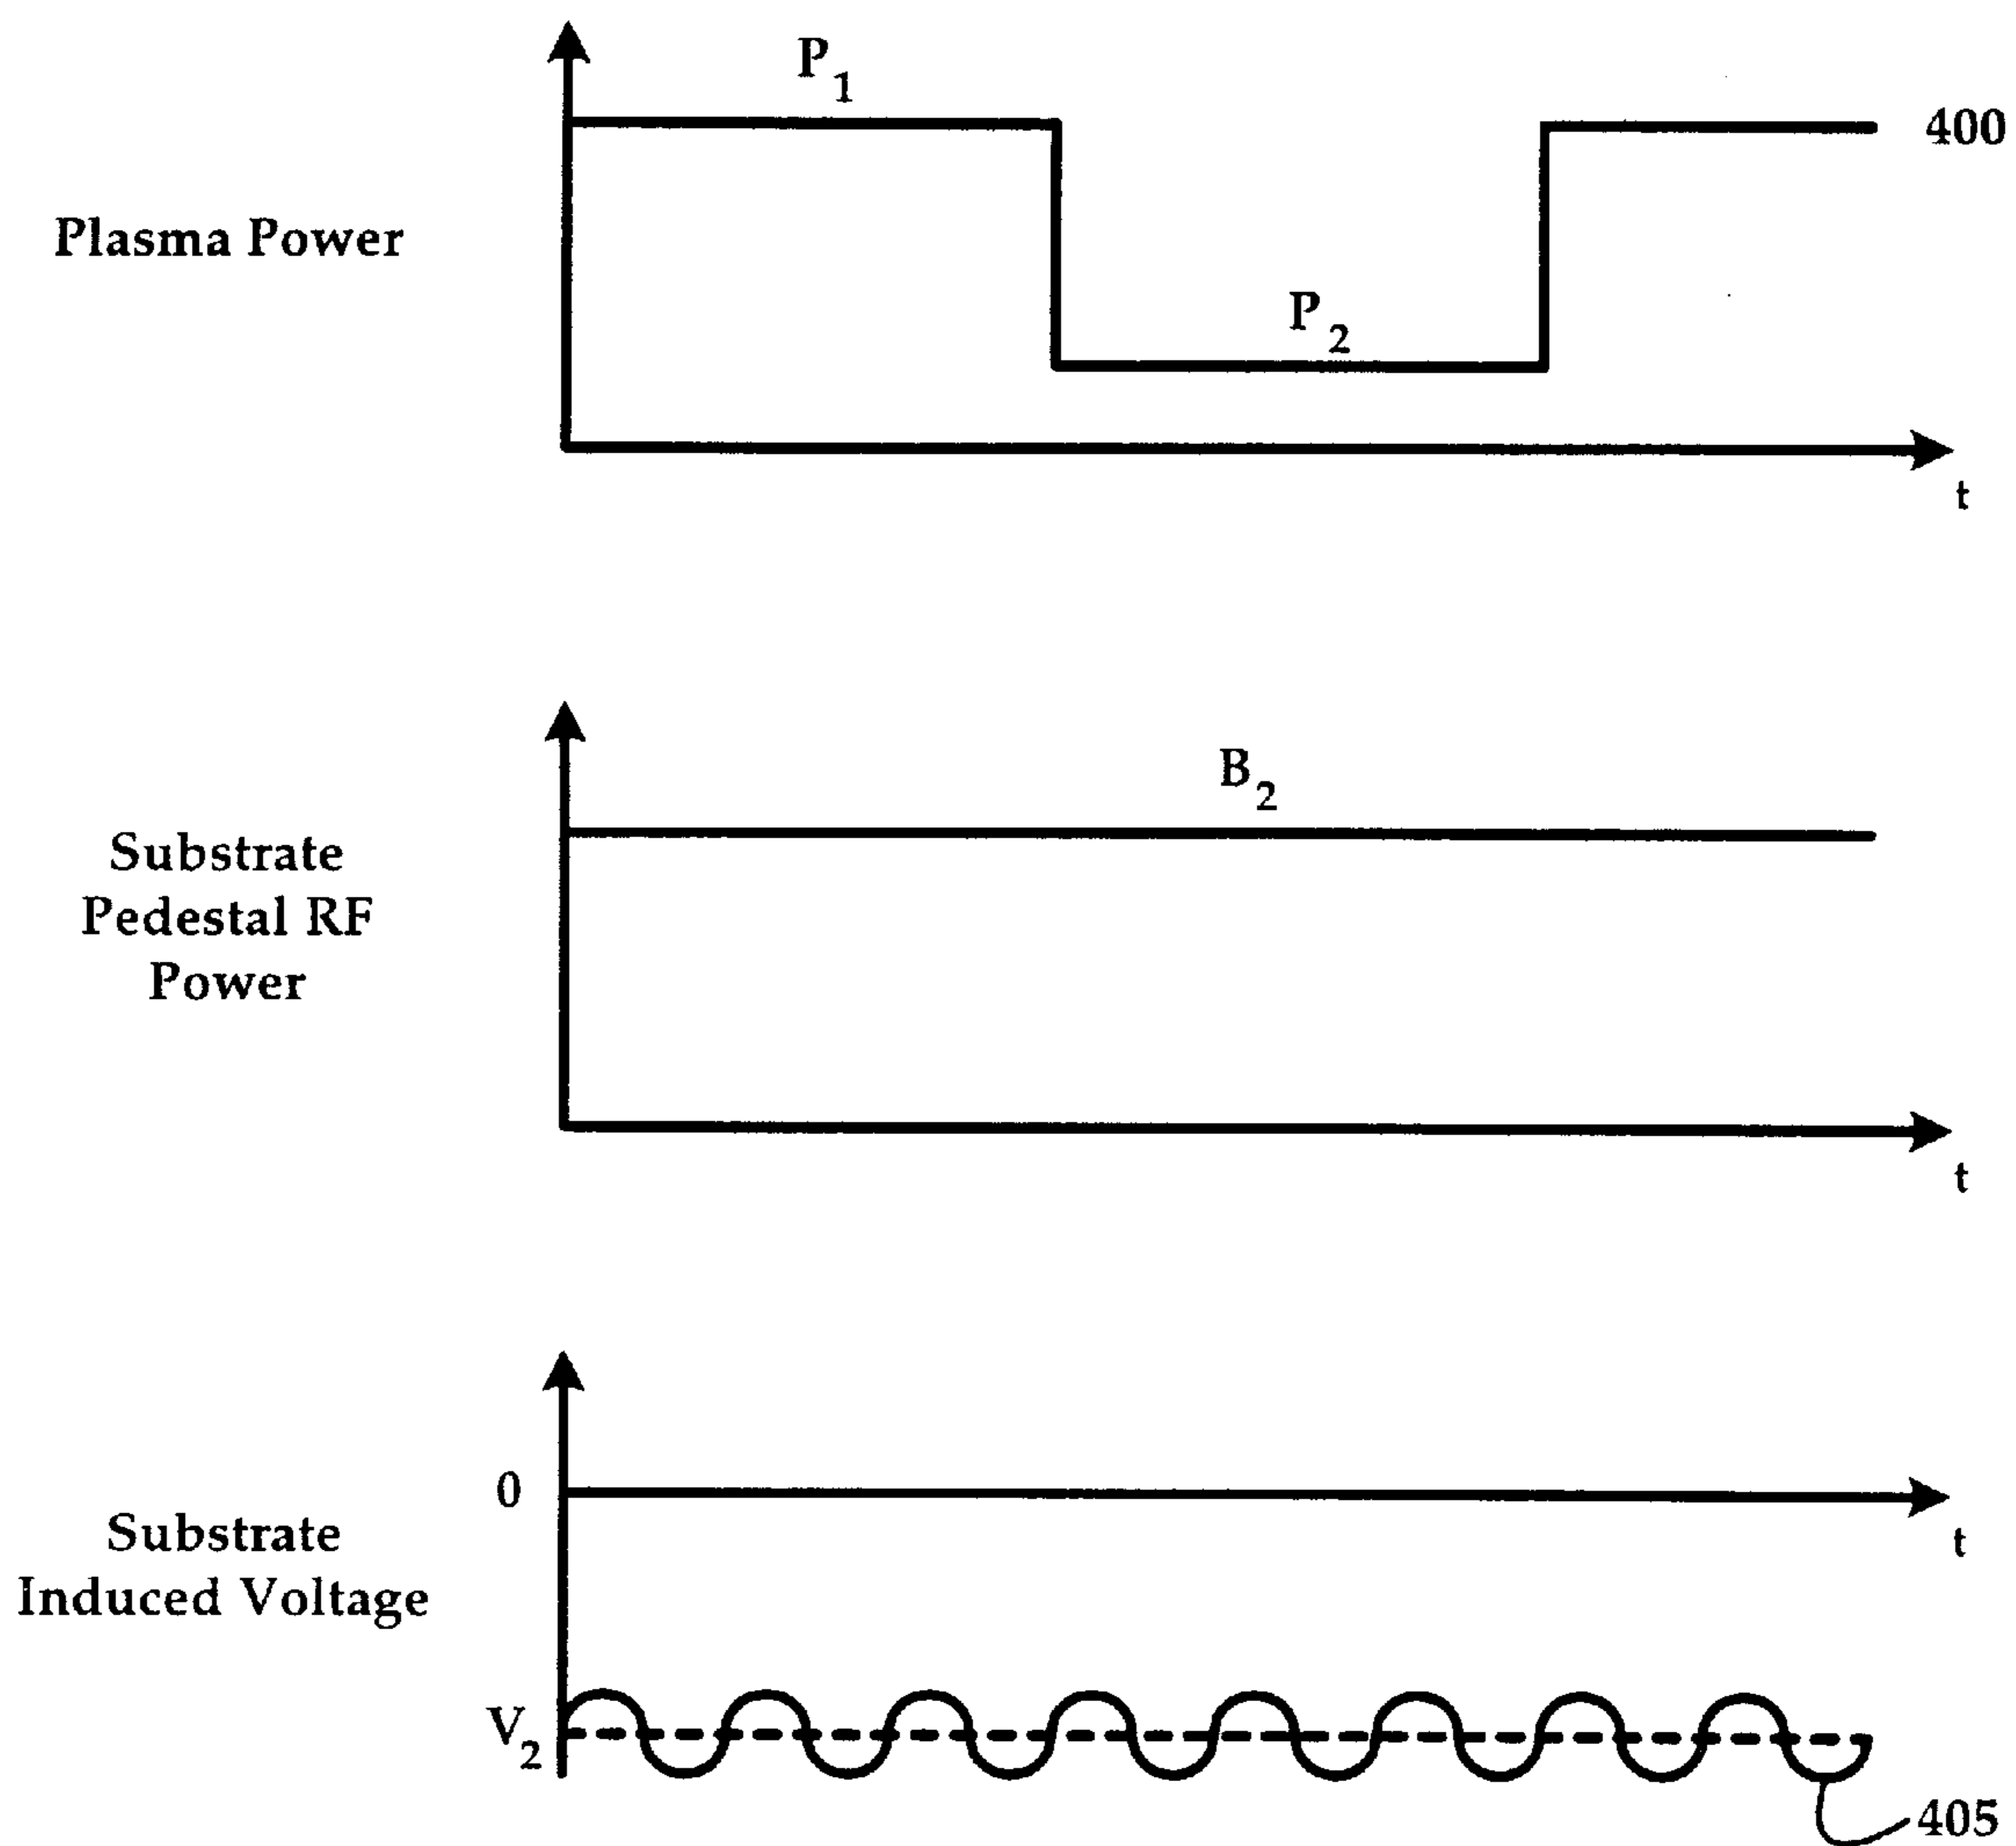 P1
400
Plasma Power
P2
t
B2
Substrate
Pedestal RF
Power
t
0
t
Substrate
Induced Voltage
V2
405